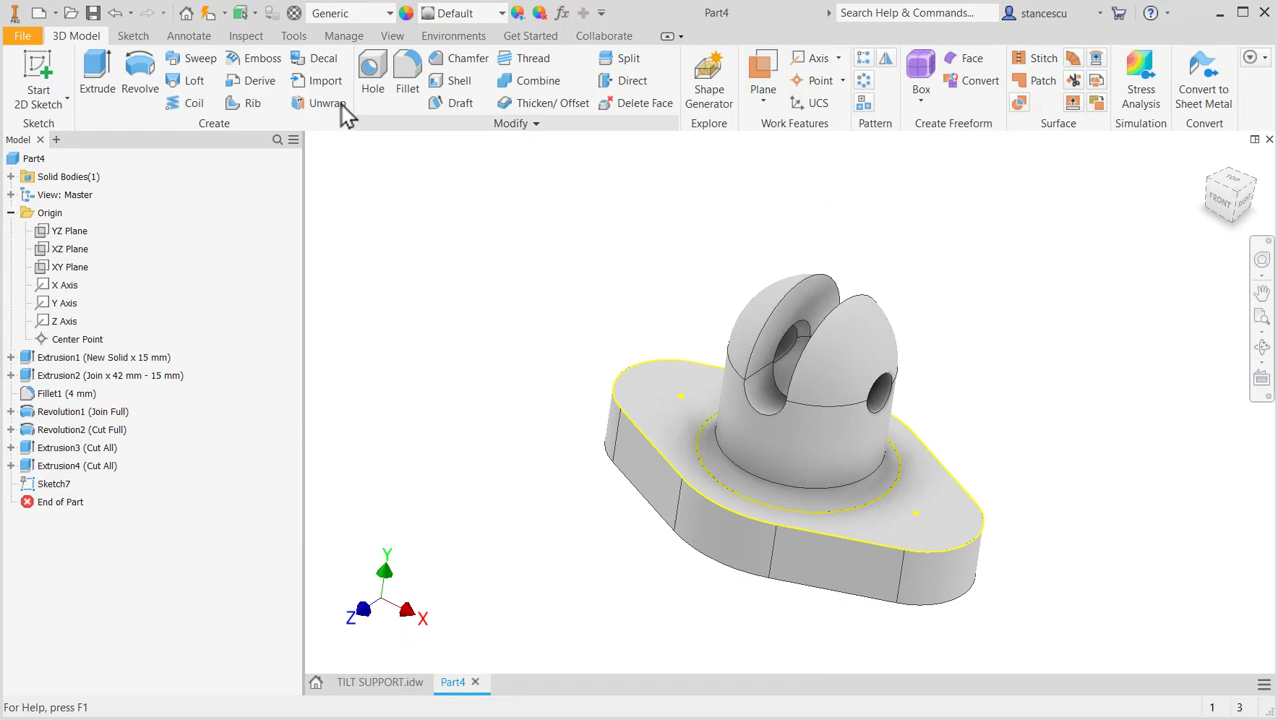 PRO
Generic
Default
fx
Part4
Search Help & Commands...
stancescu
File
3D Model
Sketch
Annotate
Inspect
Tools
Manage
View
Environments
Get Started
Collaborate
Start
2D Sketch
Extrude
Revolve
Sweep
Loft
Coil
Emboss
Derive
Rib
Decal
Import
Unwrap
Hole
Fillet
Chamfer
Shell
Draft
Thread
Combine
Thicken/ Offset
Split
Direct
Delete Face
Shape
Generator
Plane
Axis
Point
UCS
Box
Face
Convert
Stitch
Patch
Stress
Analysis
Convert to
Sheet Metal
Sketch
Create
Modify
Explore
Work Features
Pattern
Create Freeform
Surface
Simulation
Convert
Model
Part4
Solid Bodies(1)
View: Master
Origin
YZ Plane
XZ Plane
XY Plane
X Axis
Y Axis
Z Axis
Center Point
Extrusion1 (New Solid x 15 mm)
Extrusion2 (Join x 42 mm - 15 mm)
Fillet1 (4 mm)
Revolution1 (Join Full)
Revolution2 (Cut Full)
Extrusion3 (Cut All)
Extrusion4 (Cut All)
Sketch7
End of Part
TOP
FRONT
RIGHT
Y
Z
X
TILT SUPPORT.idw
Part4
For Help, press F1
1
3